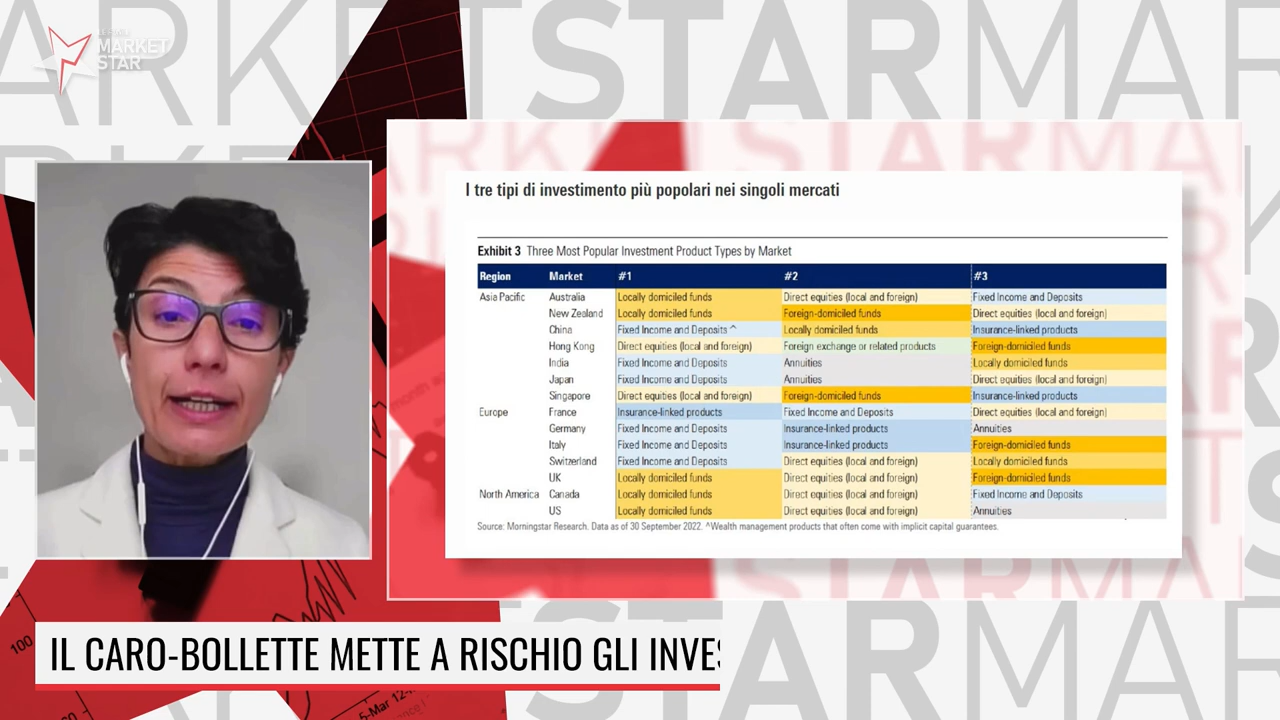 LE FONTI
MARKET
STAR
I tre tipi di investimento più popolari nei singoli mercati
Exhibit 3 Three Most Popular Investment Product Types by Market
Region Market #1 #2 #3
Asia Pacific Australia Locally domiciled funds Direct equities (local and foreign) Fixed Income and Deposits
New Zealand Locally domiciled funds Foreign-domiciled funds Direct equities (local and foreign)
China Fixed Income and Deposits ^ Locally domiciled funds Insurance-linked products
Hong Kong Direct equities (local and foreign) Foreign exchange or related products Foreign-domiciled funds
India Fixed Income and Deposits Annuities Locally domiciled funds
Japan Fixed Income and Deposits Annuities Direct equities (local and foreign)
Singapore Direct equities (local and foreign) Foreign-domiciled funds Insurance-linked products
Europe France Insurance-linked products Fixed Income and Deposits Direct equities (local and foreign)
Germany Fixed Income and Deposits Insurance-linked products Annuities
Italy Fixed Income and Deposits Insurance-linked products Foreign-domiciled funds
Switzerland Fixed Income and Deposits Direct equities (local and foreign) Locally domiciled funds
UK Locally domiciled funds Direct equities (local and foreign) Foreign-domiciled funds
North America Canada Locally domiciled funds Direct equities (local and foreign) Fixed Income and Deposits
US Locally domiciled funds Direct equities (local and foreign) Annuities
Source: Morningstar Research. Data as of 30 September 2022. ^Wealth management products that often come with implicit capital guarantees.
IL CARO-BOLLETTE METTE A RISCHIO GLI INVES
100
5-Mar